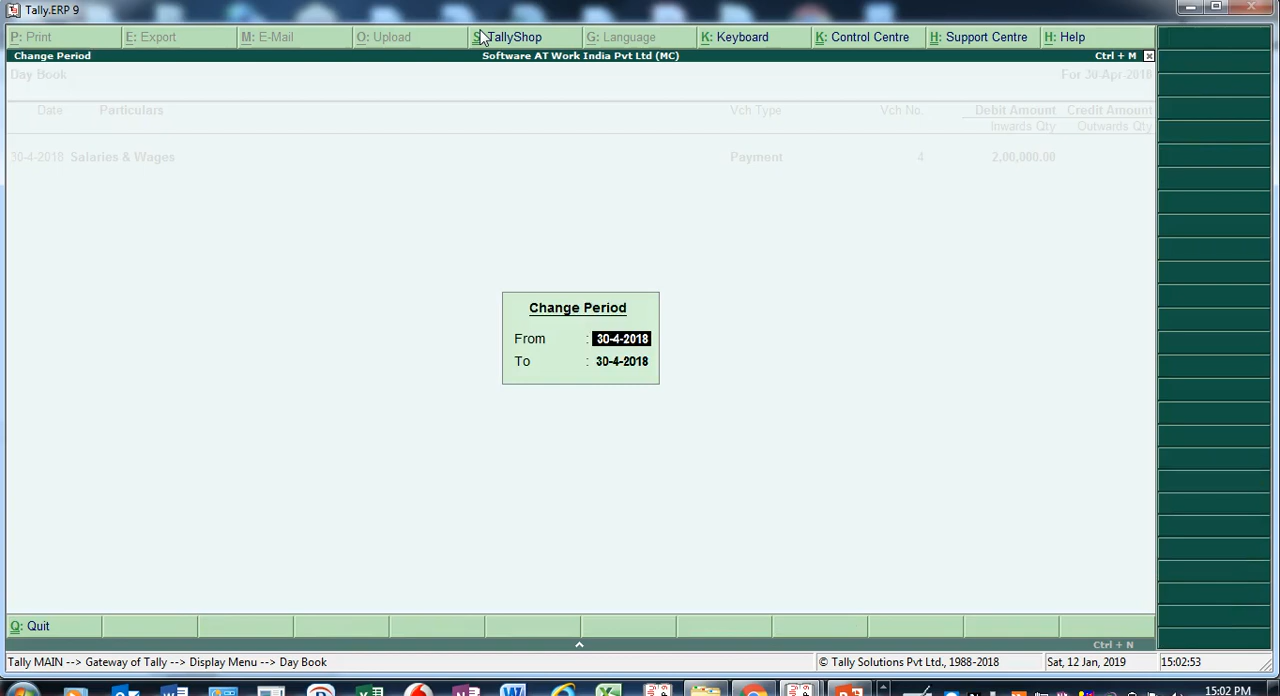 Tally.ERP 9
P: Print E: Export M: E-Mail O: Upload S: TallyShop G: Language K: Keyboard K: Control Centre H: Support Centre H: Help
Change Period Software AT Work India Pvt Ltd (MC) Ctrl + M
Day Book For 30-Apr-2018
Date Particulars Vch Type Vch No. Debit Amount Credit Amount
Inwards Qty Outwards Qty
30-4-2018 Salaries & Wages Payment 4 2,00,000.00
Change Period
From : 30-4-2018
To : 30-4-2018
Q: Quit
Ctrl + N
Tally MAIN --> Gateway of Tally --> Display Menu --> Day Book © Tally Solutions Pvt Ltd., 1988-2018 Sat, 12 Jan, 2019 15:02:53
15:02 PM